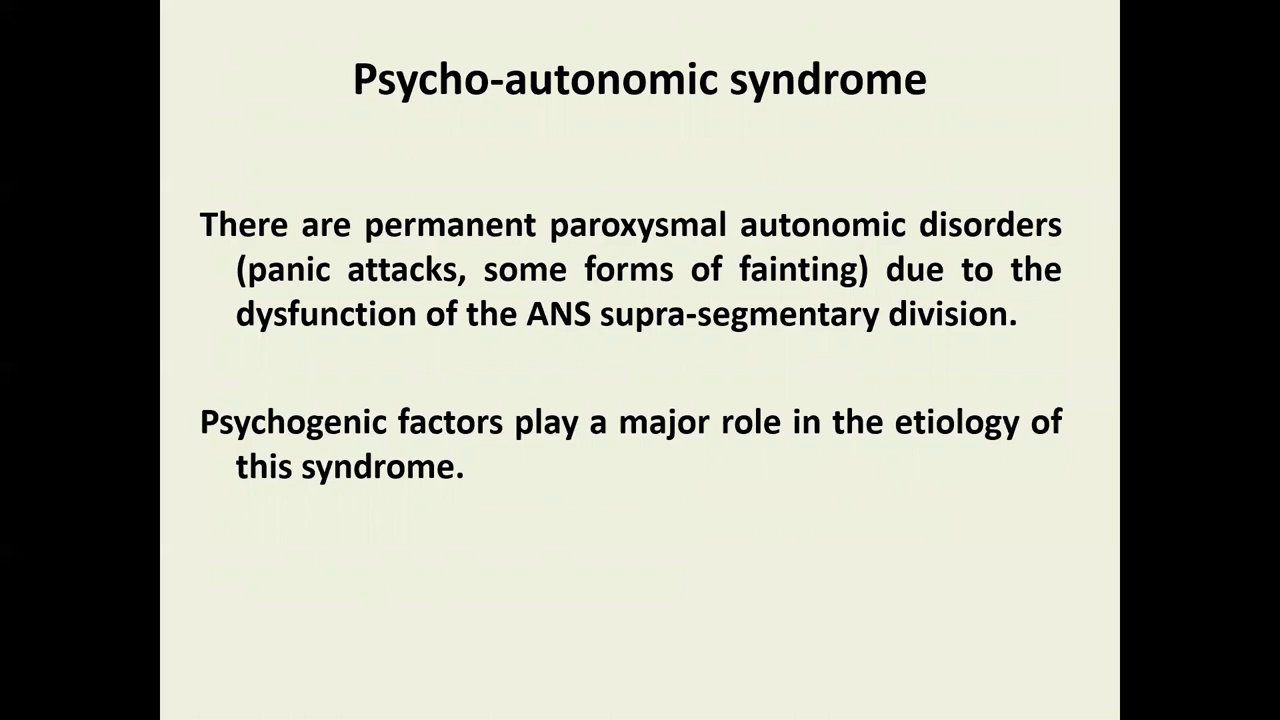 Psycho-autonomic syndrome
There are permanent paroxysmal autonomic disorders
(panic attacks, some forms of fainting) due to the
dysfunction of the ANS supra-segmentary division.
Psychogenic factors play a major role in the etiology of
this syndrome.